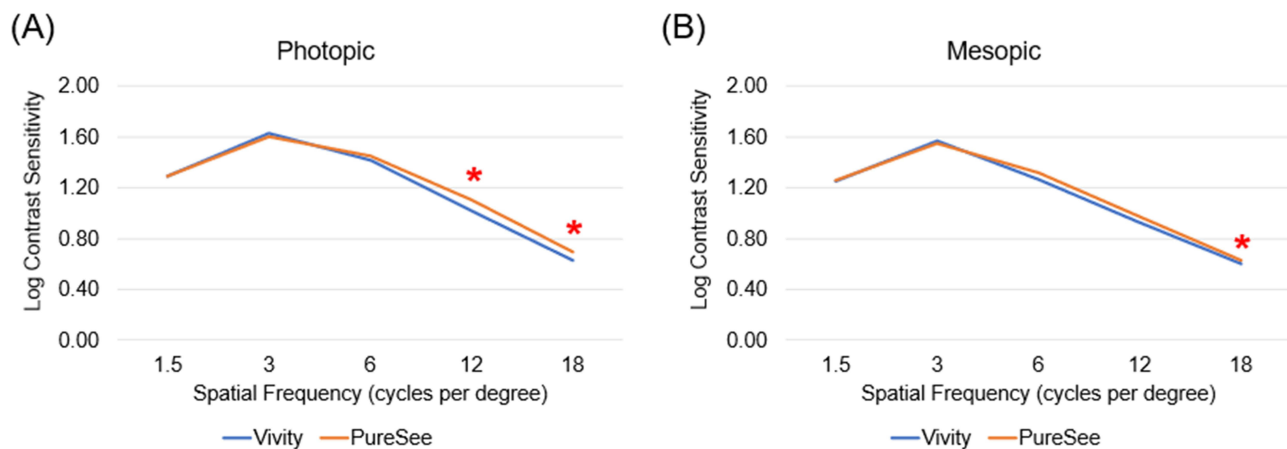 (A)
Photopic
Log Contrast Sensitivity
2.00
1.60
1.20
0.80
0.40
0.00
*
*
1.5 3 6 12 18
Spatial Frequency (cycles per degree)
Vivity PureSee
(B)
Mesopic
Log Contrast Sensitivity
2.00
1.60
1.20
0.80
0.40
0.00
*
1.5 3 6 12 18
Spatial Frequency (cycles per degree)
Vivity PureSee